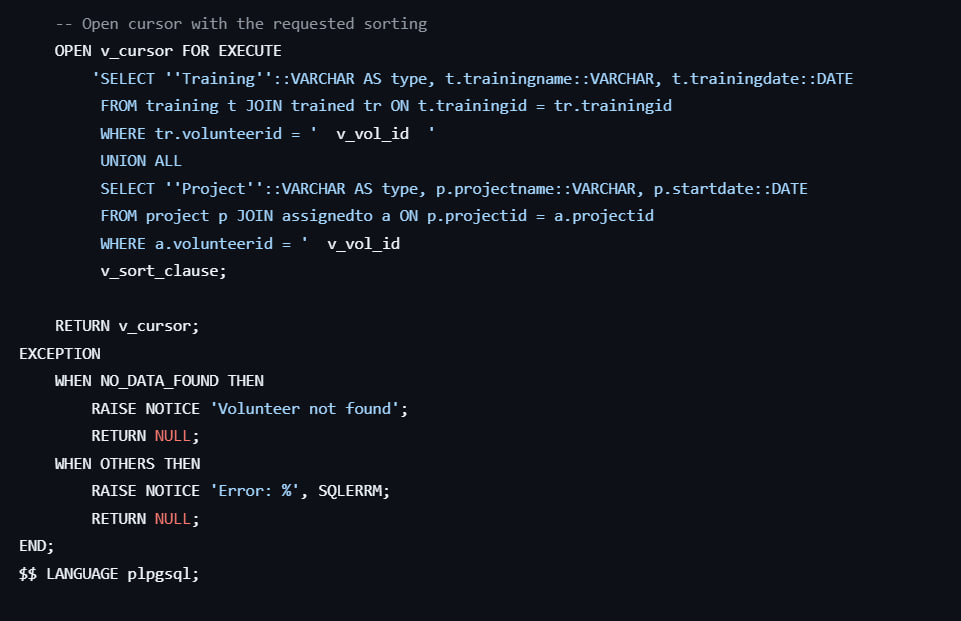 -- Open cursor with the requested sorting
OPEN v_cursor FOR EXECUTE
'SELECT ''Training''::VARCHAR AS type, t.trainingname::VARCHAR, t.trainingdate::DATE
FROM training t JOIN trained tr ON t.trainingid = tr.trainingid
WHERE tr.volunteerid = '  v_vol_id  '
UNION ALL
SELECT ''Project''::VARCHAR AS type, p.projectname::VARCHAR, p.startdate::DATE
FROM project p JOIN assignedto a ON p.projectid = a.projectid
WHERE a.volunteerid = '  v_vol_id
v_sort_clause;
RETURN v_cursor;
EXCEPTION
WHEN NO_DATA_FOUND THEN
RAISE NOTICE 'Volunteer not found';
RETURN NULL;
WHEN OTHERS THEN
RAISE NOTICE 'Error: %', SQLERRM;
RETURN NULL;
END;
$$ LANGUAGE plpgsql;